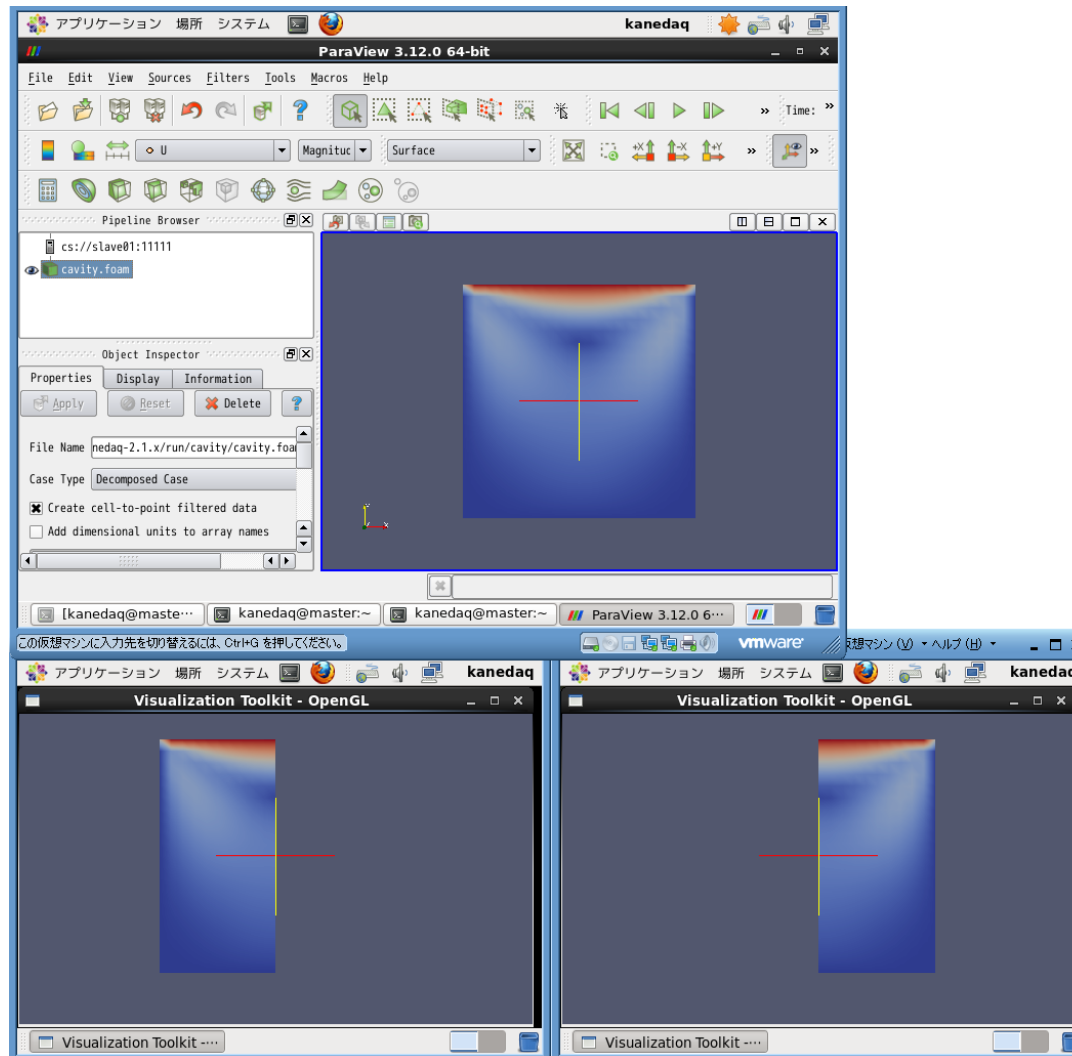 アプリケーション 場所 システム kanedaq
ParaView 3.12.0 64-bit
File Edit View Sources Filters Tools Macros Help
» Time: »
U Magnituc Surface » »
Pipeline Browser
cs://slave01:11111
cavity.foam
Object Inspector
Properties Display Information
Apply Reset Delete ?
File Name nedaq-2.1.x/run/cavity/cavity.foa
Case Type Decomposed Case
Create cell-to-point filtered data
Add dimensional units to array names
[kanedaq@maste… kanedaq@master:~ kanedaq@master:~ ParaView 3.12.0 6…
この仮想マシンに入力先を切り替えるには、Ctrl+G を押してください。 vmware 仮想マシン (V) ヘルプ (H)
アプリケーション 場所 システム kanedaq
Visualization Toolkit - OpenGL
Visualization Toolkit -…
アプリケーション 場所 システム kanedaq
Visualization Toolkit - OpenGL
Visualization Toolkit -…